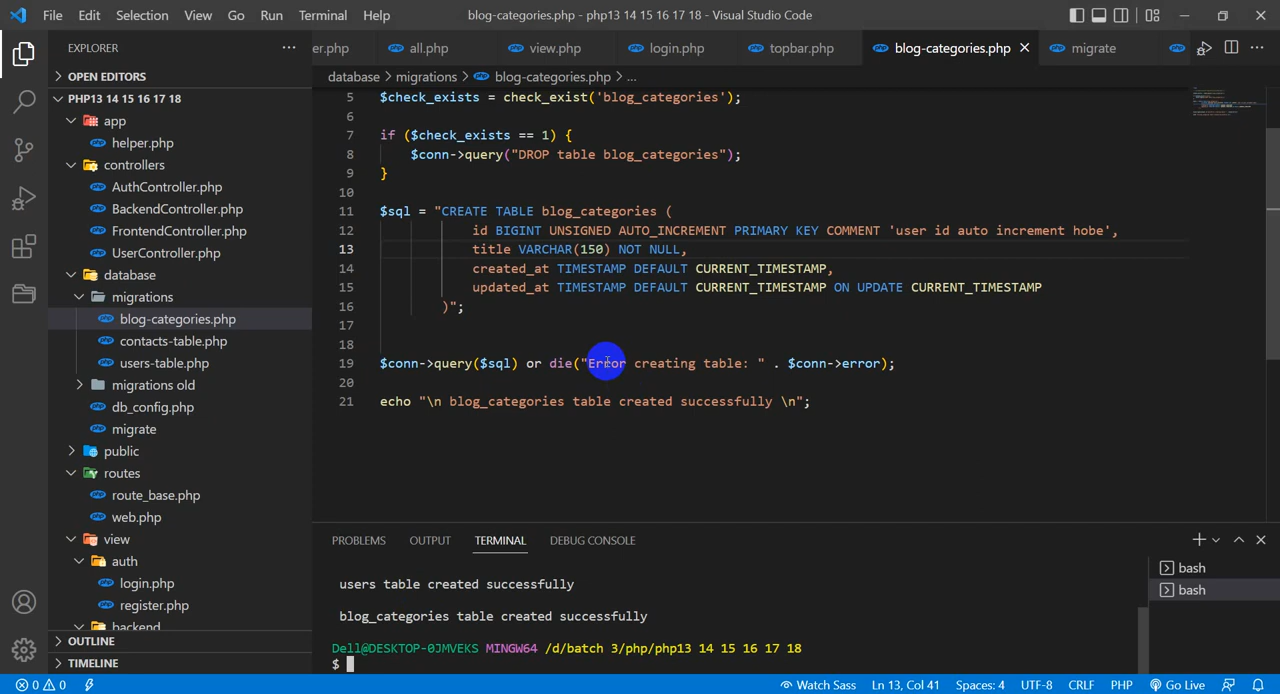 File Edit Selection View Go Run Terminal Help blog-categories.php - php13 14 15 16 17 18 - Visual Studio Code
EXPLORER
er.php all.php view.php login.php topbar.php blog-categories.php migrate
OPEN EDITORS
database > migrations > blog-categories.php > ...
PHP13 14 15 16 17 18
app
helper.php
controllers
AuthController.php
BackendController.php
FrontendController.php
UserController.php
database
migrations
blog-categories.php
contacts-table.php
users-table.php
migrations old
db_config.php
migrate
public
routes
route_base.php
web.php
view
auth
login.php
register.php
backend
OUTLINE
TIMELINE
5 $check_exists = check_exist('blog_categories');
6
7 if ($check_exists == 1) {
8 $conn->query("DROP table blog_categories");
9 }
10
11 $sql = "CREATE TABLE blog_categories (
12 id BIGINT UNSIGNED AUTO_INCREMENT PRIMARY KEY COMMENT 'user id auto increment hobe',
13 title VARCHAR(150) NOT NULL,
14 created_at TIMESTAMP DEFAULT CURRENT_TIMESTAMP,
15 updated_at TIMESTAMP DEFAULT CURRENT_TIMESTAMP ON UPDATE CURRENT_TIMESTAMP
16 )";
17
18
19 $conn->query($sql) or die("Error creating table: " . $conn->error);
20
21 echo "\n blog_categories table created successfully \n";
PROBLEMS OUTPUT TERMINAL DEBUG CONSOLE
users table created successfully
blog_categories table created successfully
Dell@DESKTOP-0JMVEKS MINGW64 /d/batch 3/php/php13 14 15 16 17 18
$
bash
bash
0 0 Watch Sass Ln 13, Col 41 Spaces: 4 UTF-8 CRLF PHP Go Live